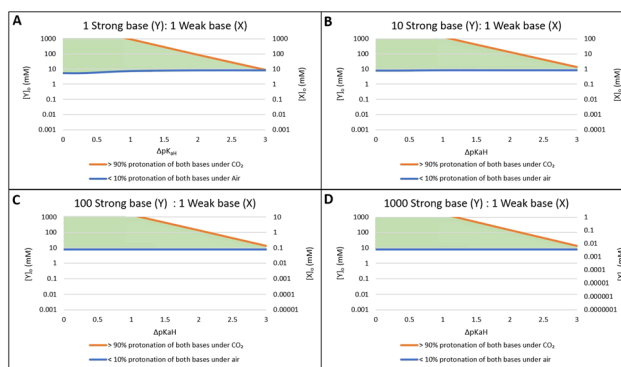 A
1 Strong base (Y): 1 Weak base (X)
1000
100
10
1
0.1
0.01
0.001
[Y]₀ (mM)
1000
100
10
1
0.1
0.01
0.001
[X]₀ (mM)
0 0.5 1 1.5 2 2.5 3
ΔpKₐH
> 90% protonation of both bases under CO₂
< 10% protonation of both bases under Air
B
10 Strong base (Y): 1 Weak base (X)
1000
100
10
1
0.1
0.01
0.001
[Y]₀ (mM)
100
10
1
0.1
0.01
0.001
0.0001
[X]₀ (mM)
0 0.5 1 1.5 2 2.5 3
ΔpKaH
> 90% protonation of both bases under CO₂
< 10% protonation of both bases under Air
C
100 Strong base (Y) : 1 Weak base (X)
1000
100
10
1
0.1
0.01
0.001
[Y]₀ (mM)
10
1
0.1
0.01
0.001
0.0001
0.00001
[X]₀ (mM)
0 0.5 1 1.5 2 2.5 3
ΔpKaH
> 90% protonation of both bases under CO₂
< 10% protonation of both bases under air
D
1000 Strong base (Y) : 1 Weak base (X)
1000
100
10
1
0.1
0.01
0.001
[Y]₀ (mM)
1
0.1
0.01
0.001
0.0001
0.00001
0.000001
0.0000001
[X]₀ (mM)
0 0.5 1 1.5 2 2.5 3
ΔpKaH
> 90% protonation of both bases under CO₂
< 10% protonation of both bases under air